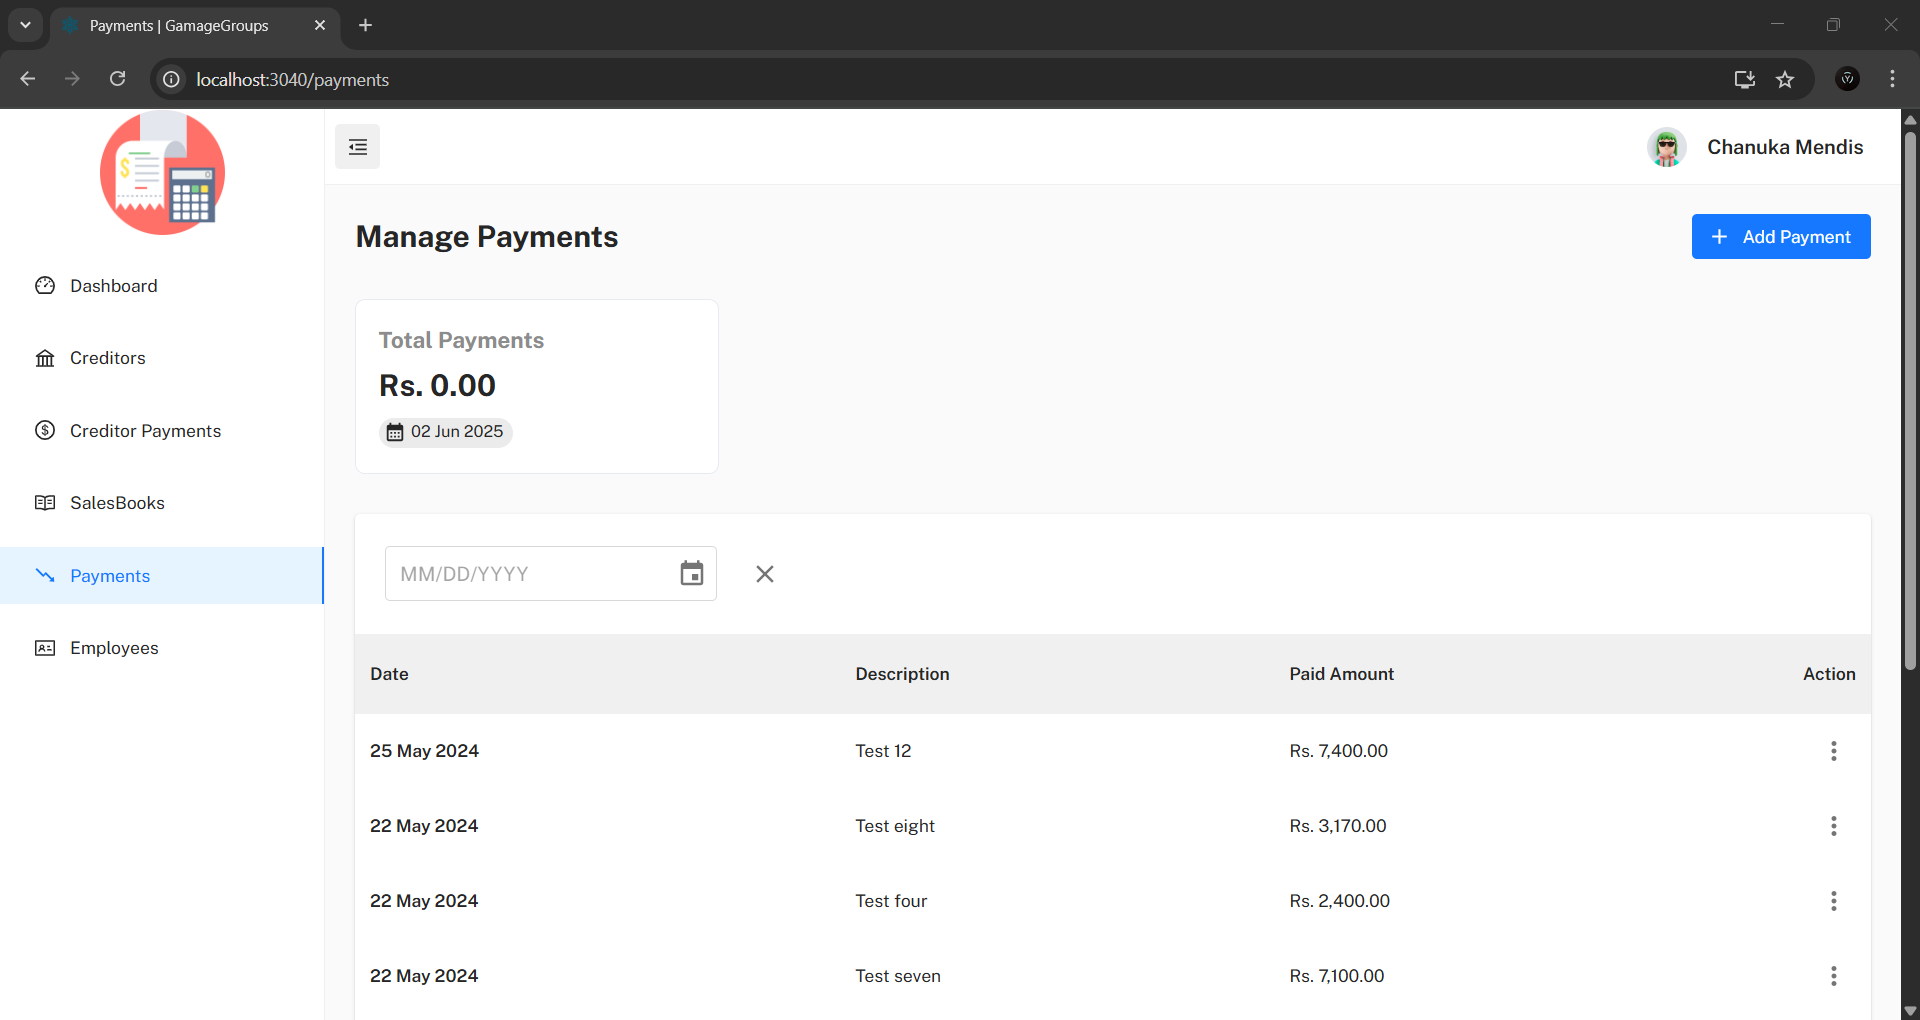 Payments | GamageGroups
localhost:3040/payments
Chanuka Mendis
Dashboard
Creditors
Creditor Payments
SalesBooks
Payments
Employees
Manage Payments
Add Payment
Total Payments
Rs. 0.00
02 Jun 2025
MM/DD/YYYY
Date Description Paid Amount Action
25 May 2024 Test 12 Rs. 7,400.00
22 May 2024 Test eight Rs. 3,170.00
22 May 2024 Test four Rs. 2,400.00
22 May 2024 Test seven Rs. 7,100.00